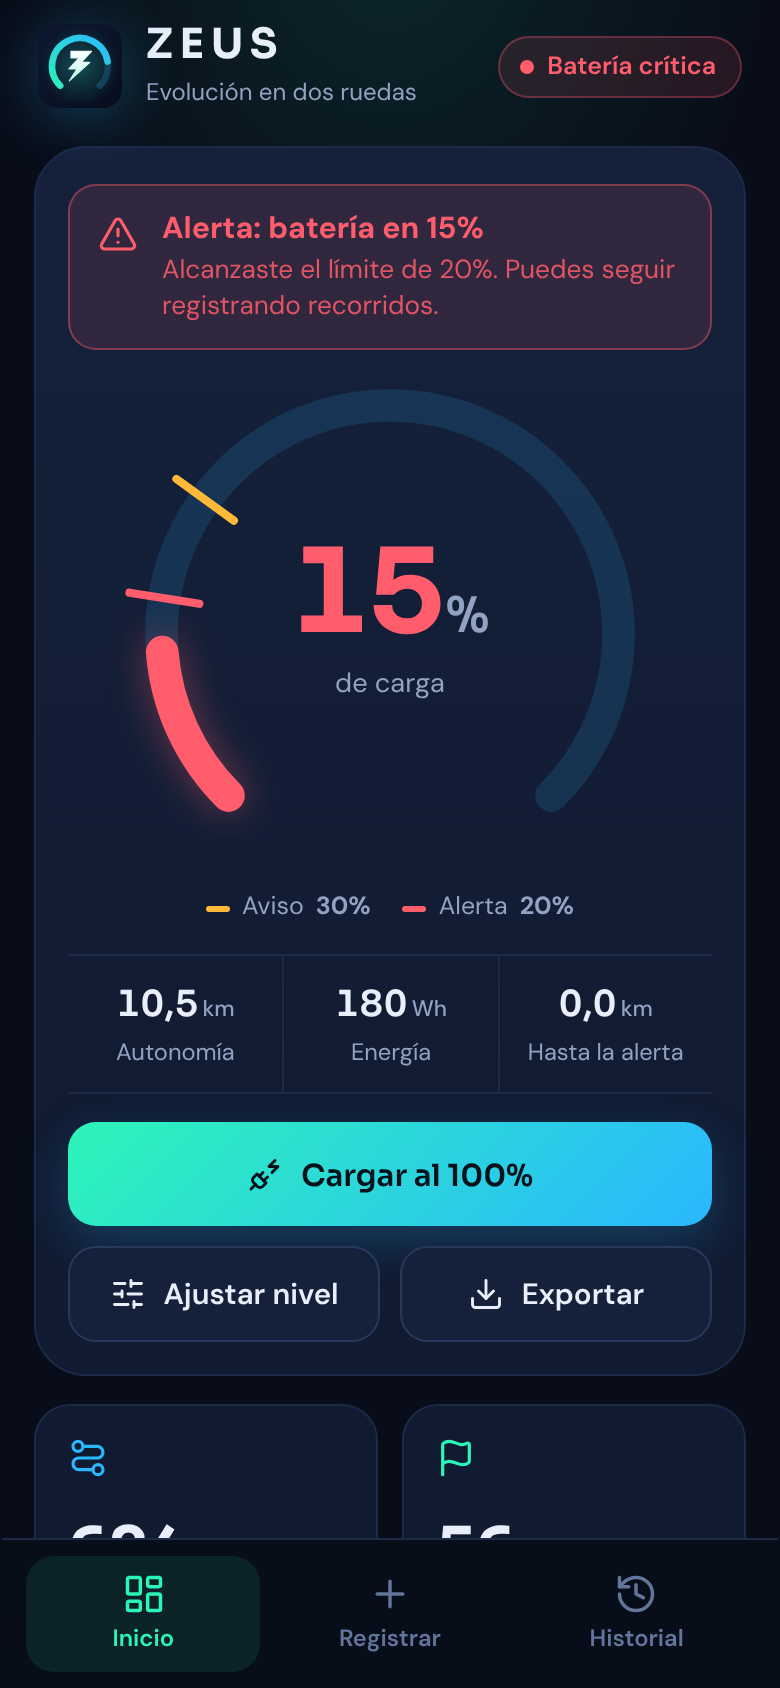 ZEUS
Evolución en dos ruedas
Batería crítica
Alerta: batería en 15%
Alcanzaste el límite de 20%. Puedes seguir
registrando recorridos.
15%
de carga
Aviso 30% Alerta 20%
10,5 km 180 Wh 0,0 km
Autonomía Energía Hasta la alerta
Cargar al 100%
Ajustar nivel Exportar
Inicio Registrar Historial